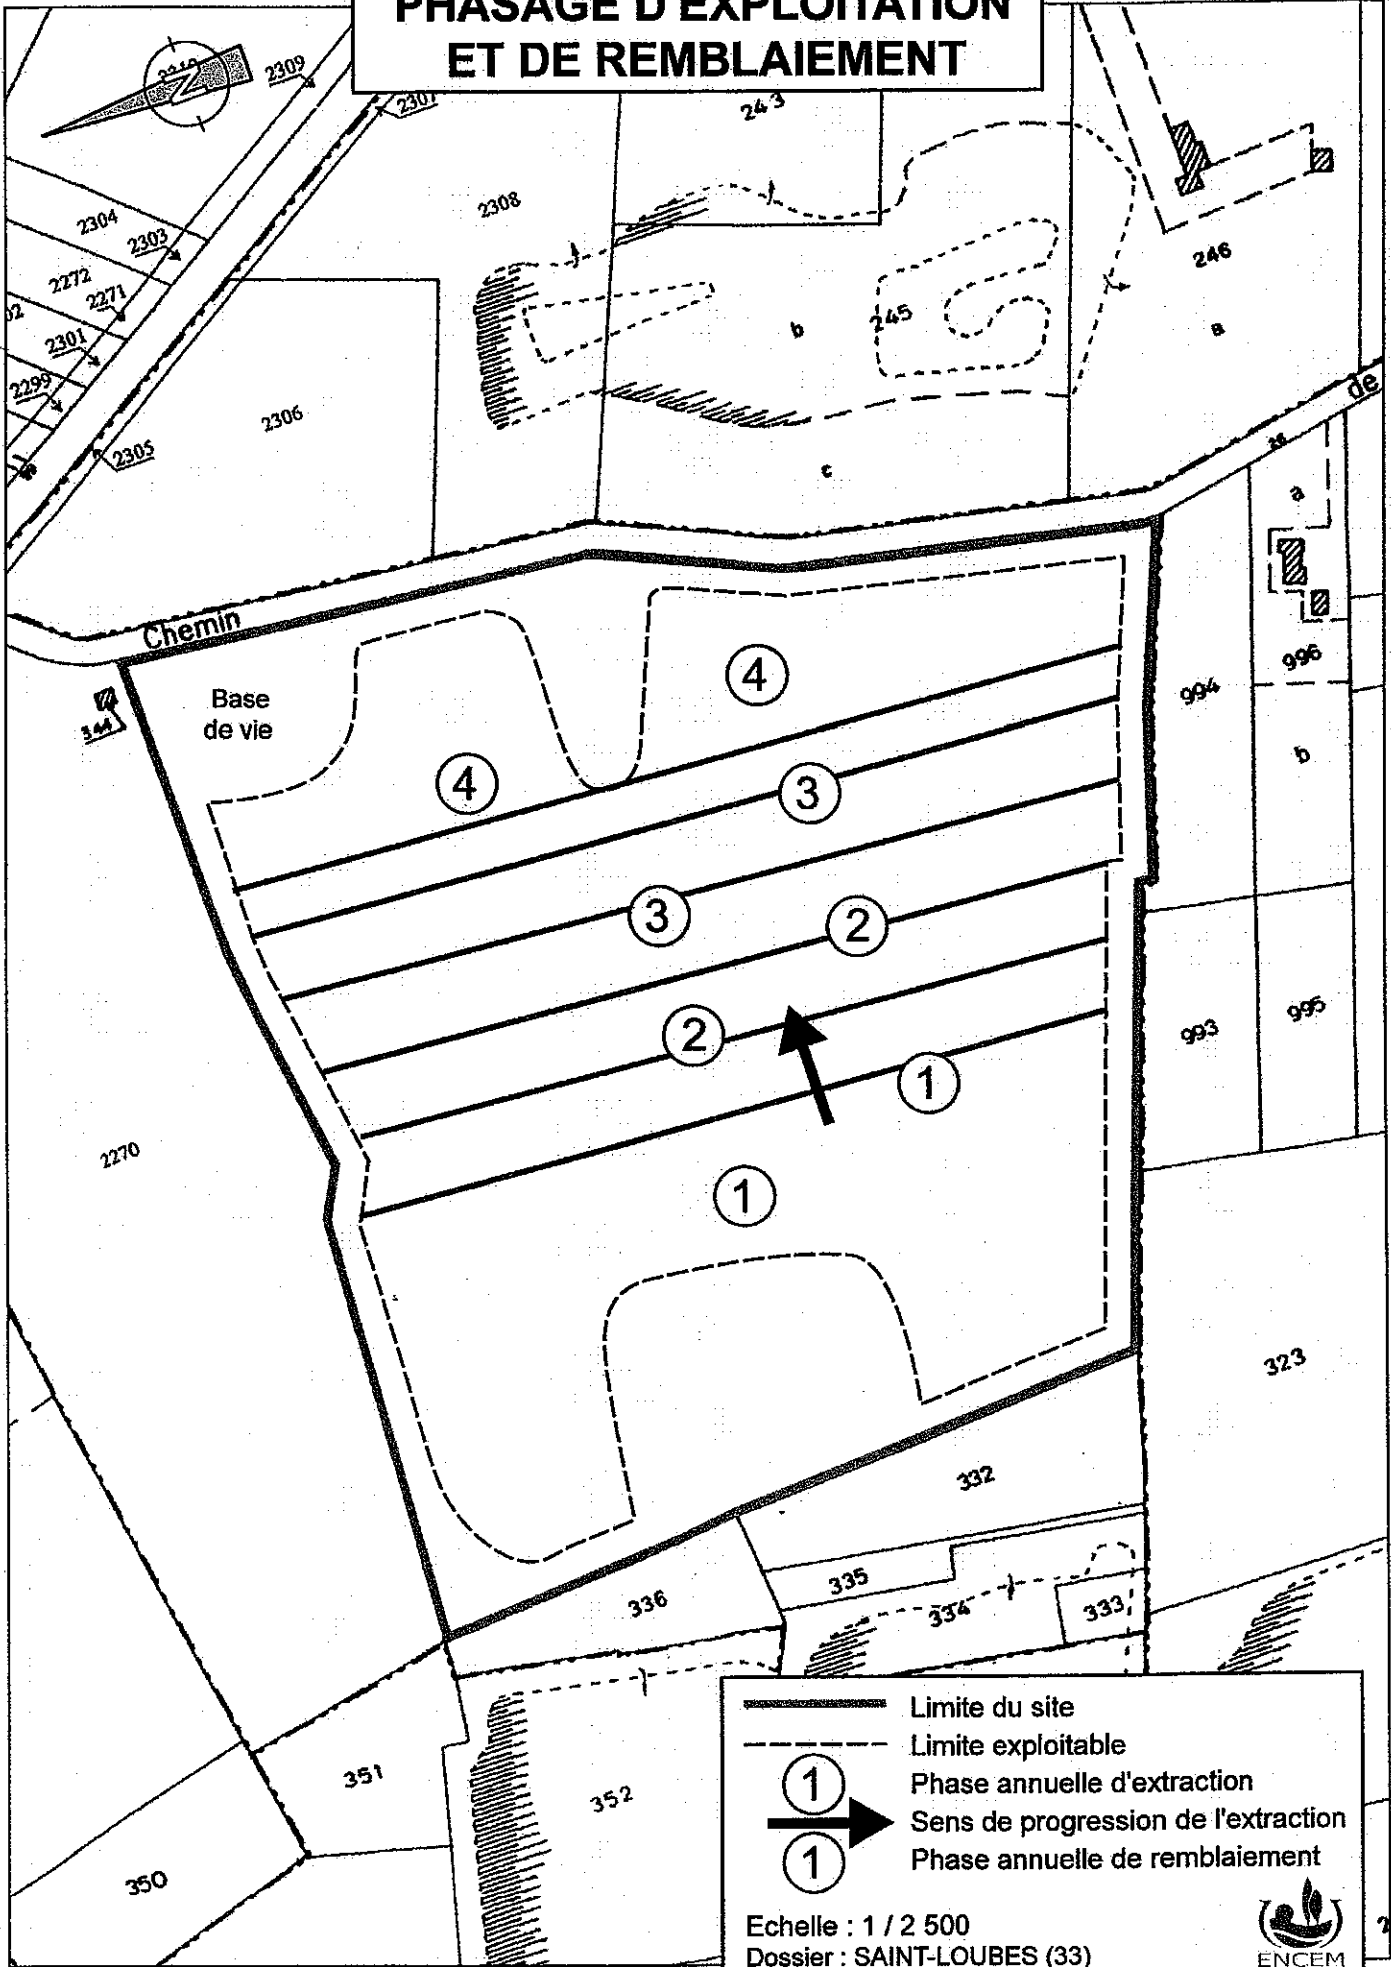 PHASAGE D'EXPLOITATION
ET DE REMBLAIEMENT
2309
2307
243
2308
2304
2303
2272
2271
2301
2299
2305
2306
246
245
b
a
c
de
26
a
Chemin
344
Base
de vie
4
4
3
3
2
2
1
1
994
996
b
993
995
2270
323
332
335
336
334
333
351
352
350
Limite du site
Limite exploitable
1 Phase annuelle d'extraction
Sens de progression de l'extraction
1 Phase annuelle de remblaiement
Echelle : 1 / 2 500
Dossier : SAINT-LOUBES (33)
ENCEM